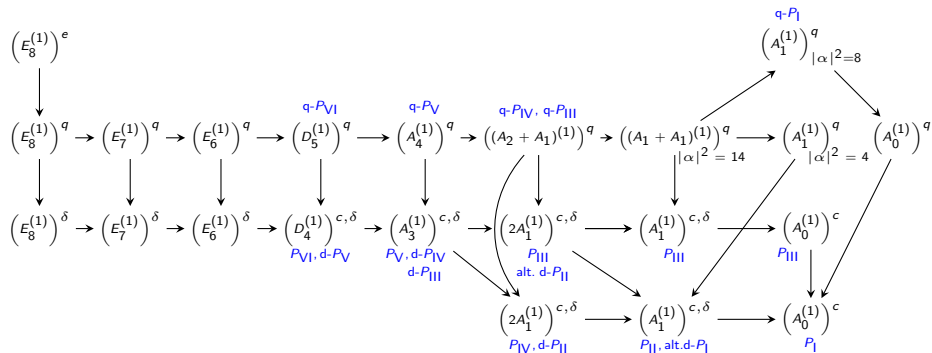 q-P_I
(E_8^{(1)})^e
(A_1^{(1)})^q_{|α|^2=8}
q-P_VI
q-P_V
q-P_IV, q-P_III
(E_8^{(1)})^q → (E_7^{(1)})^q → (E_6^{(1)})^q → (D_5^{(1)})^q → (A_4^{(1)})^q → ((A_2 + A_1)^{(1)})^q → ((A_1 + A_1)^{(1)})^q_{|α|^2 = 14} → (A_1^{(1)})^q_{|α|^2 = 4} (A_0^{(1)})^q
(E_8^{(1)})^δ → (E_7^{(1)})^δ → (E_6^{(1)})^δ → (D_4^{(1)})^{c,δ} → (A_3^{(1)})^{c,δ} → (2A_1^{(1)})^{c,δ} → (A_1^{(1)})^{c,δ} → (A_0^{(1)})^c
P_VI, d-P_V
P_V, d-P_IV
d-P_III
P_III
alt. d-P_II
P_III
P_III
(2A_1^{(1)})^{c,δ} → (A_1^{(1)})^{c,δ} → (A_0^{(1)})^c
P_IV, d-P_II
P_II, alt.d-P_I
P_I